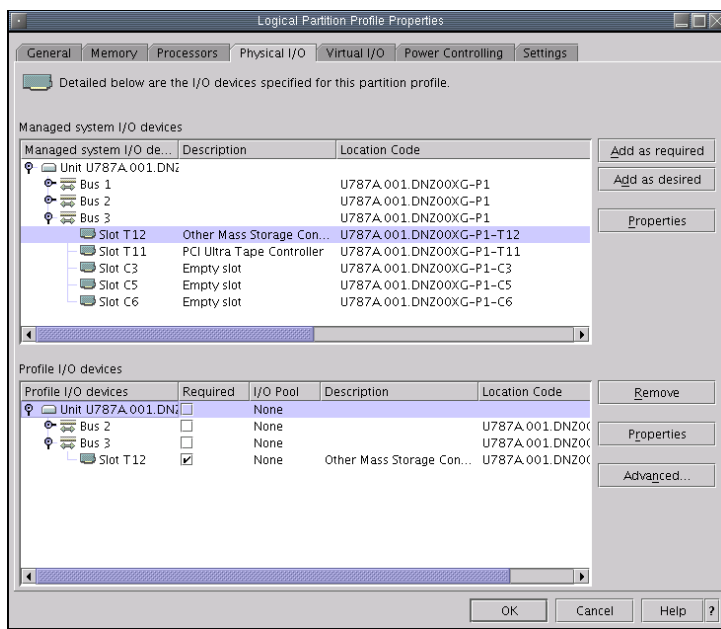 Logical Partition Profile Properties
General Memory Processors Physical I/O Virtual I/O Power Controlling Settings
Detailed below are the I/O devices specified for this partition profile.
Managed system I/O devices
Managed system I/O de... Description Location Code
Unit U787A.001.DNZ
Bus 1 U787A.001.DNZ00XG-P1
Bus 2 U787A.001.DNZ00XG-P1
Bus 3 U787A.001.DNZ00XG-P1
Slot T12 Other Mass Storage Con... U787A.001.DNZ00XG-P1-T12
Slot T11 PCI Ultra Tape Controller U787A.001.DNZ00XG-P1-T11
Slot C3 Empty slot U787A.001.DNZ00XG-P1-C3
Slot C5 Empty slot U787A.001.DNZ00XG-P1-C5
Slot C6 Empty slot U787A.001.DNZ00XG-P1-C6
Add as required
Add as desired
Properties
Profile I/O devices
Profile I/O devices Required I/O Pool Description Location Code
Unit U787A.001.DNZ None
Bus 2 None U787A.001.DNZ0
Bus 3 None U787A.001.DNZ0
Slot T12 None Other Mass Storage Con... U787A.001.DNZ0
Remove
Properties
Advanced...
OK Cancel Help ?